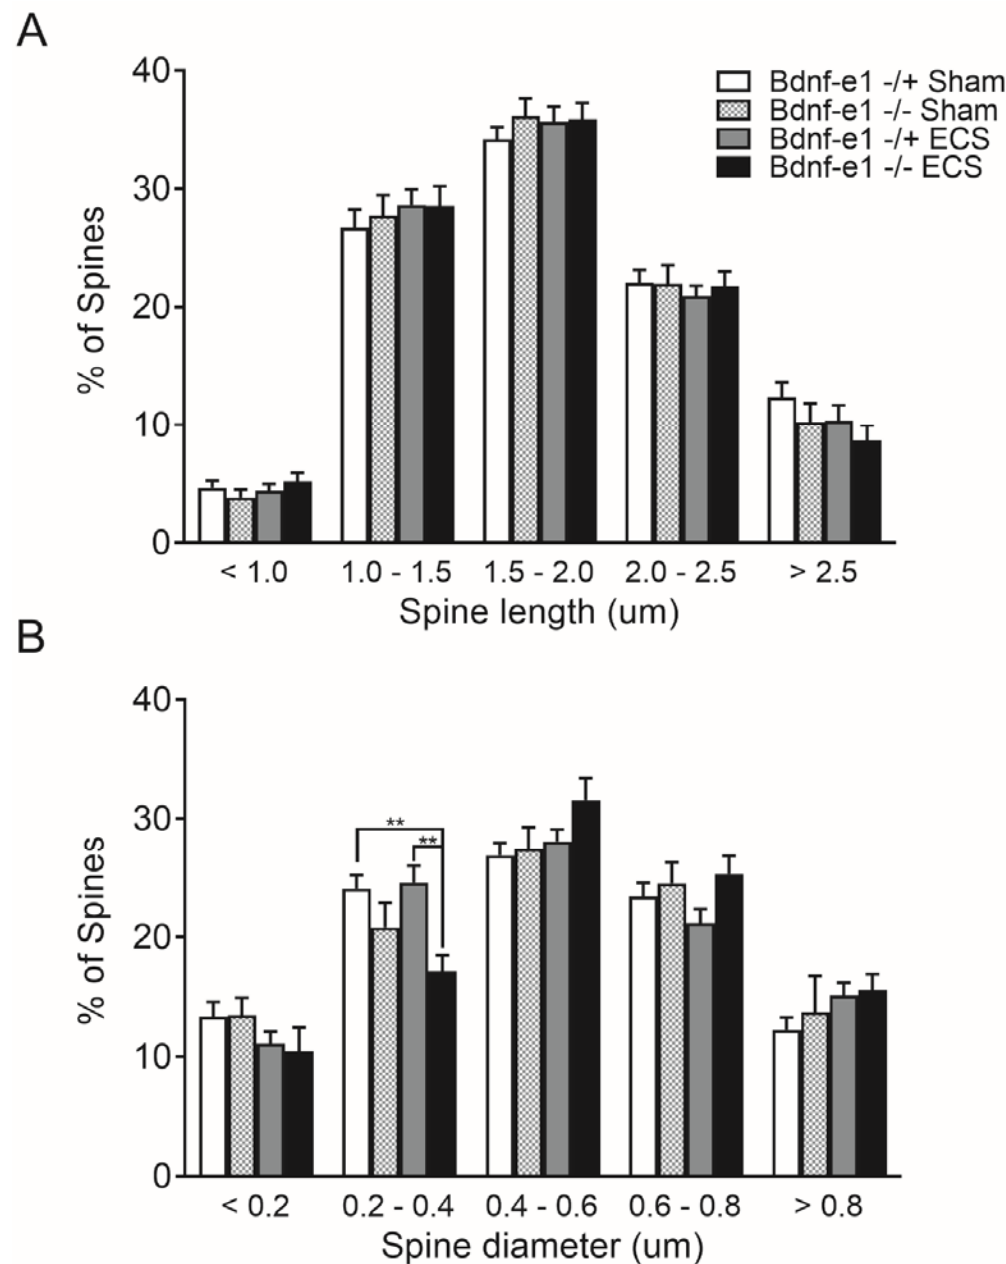 A
40
30
20
10
0
% of Spines
Bdnf-e1 -/+ Sham
Bdnf-e1 -/- Sham
Bdnf-e1 -/+ ECS
Bdnf-e1 -/- ECS
< 1.0 1.0 - 1.5 1.5 - 2.0 2.0 - 2.5 > 2.5
Spine length (um)
B
40
30
20
10
0
% of Spines
**
**
< 0.2 0.2 - 0.4 0.4 - 0.6 0.6 - 0.8 > 0.8
Spine diameter (um)